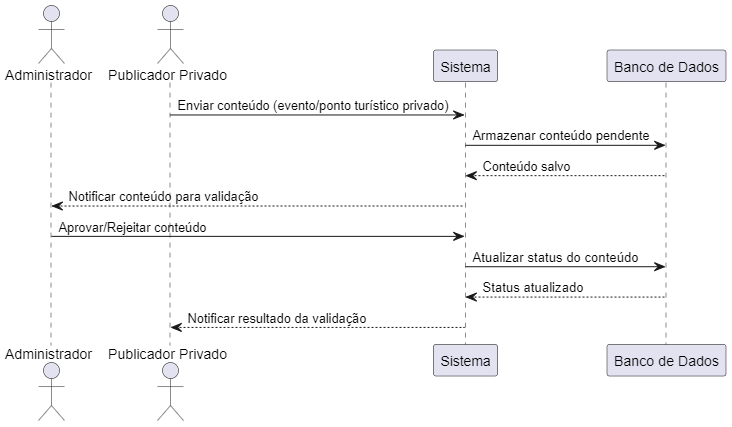 Administrador
Publicador Privado
Sistema
Banco de Dados
Enviar conteúdo (evento/ponto turístico privado)
Armazenar conteúdo pendente
Conteúdo salvo
Notificar conteúdo para validação
Aprovar/Rejeitar conteúdo
Atualizar status do conteúdo
Status atualizado
Notificar resultado da validação
Administrador
Publicador Privado
Sistema
Banco de Dados